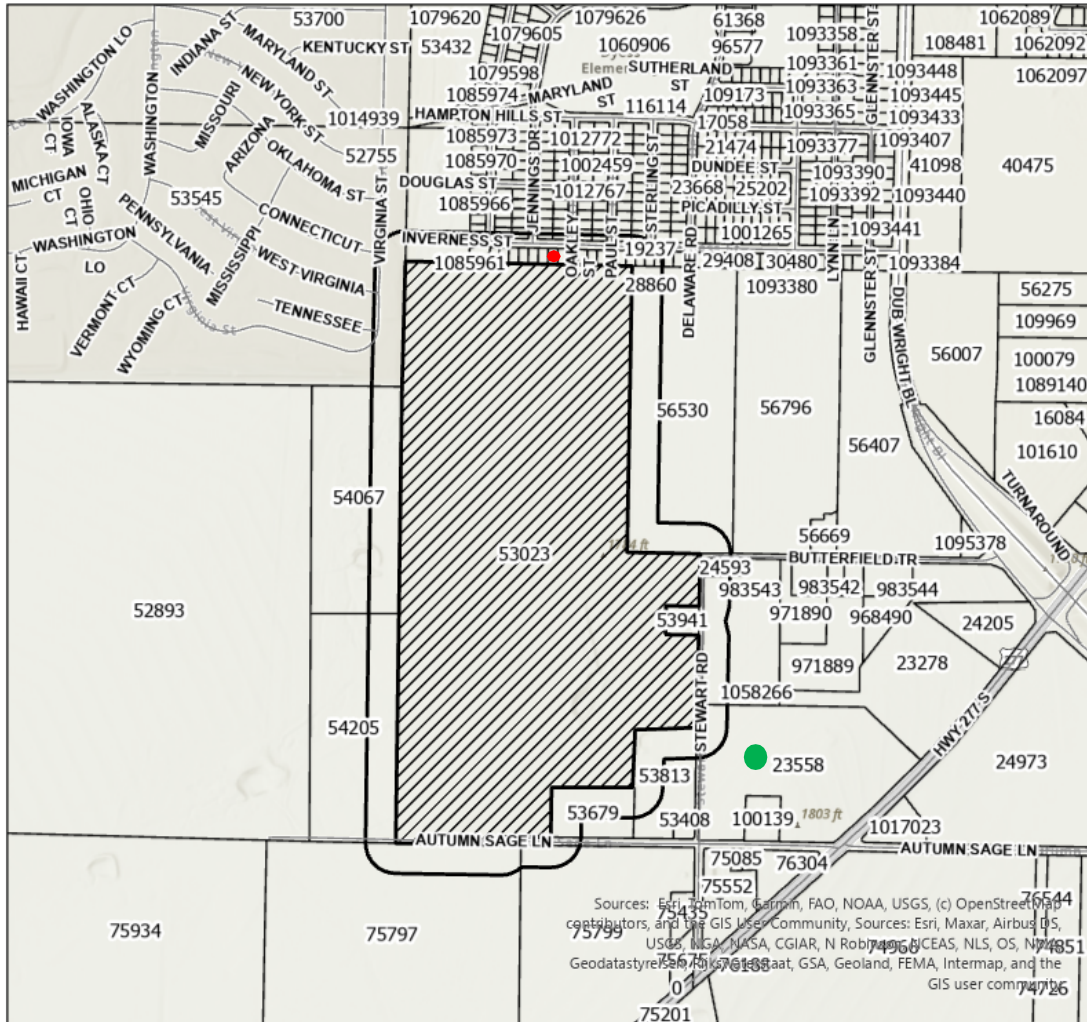 53700
1079620
1079605
1079626
61368
1093358
GLENNSTER ST
1062089
WASHINGTON LO
INDIANA ST
MARYLAND ST
KENTUCKY ST
53432
1060906
96577
1093361
108481
1062092
NEW YORK ST
1079598
SUTHERLAND ST
1093448
1062097
MISSOURI
1085974
MARYLAND ST
109173
1093363
1093445
ALASKA CT
IOWA CT
WASHINGTON
ARIZONA
1014939
HAMPTON HILLS ST
116114
17058
1093365
1093433
1085973
1012772
21474
1093377
1093407
OKLAHOMA ST
52755
1085970
1002459
DUNDEE ST
41098
40475
MICHIGAN CT
OHIO CT
53545
DOUGLAS ST
JENNINGS DR
1012767
STERLING ST
23668
25202
1093390
1093392
1093440
PENNSYLVANIA
MISSISSIPPI
CONNECTICUT
VIRGINIA ST
1085966
PICADILLY ST
1001265
1093441
WASHINGTON LO
WEST VIRGINIA
INVERNESS ST
OAKLEY ST
PAUL ST
19237
DELAWARE RD
29408
30480
LYNN LN
1093384
1085961
28860
1093380
GLENNSTER ST
DUB WRIGHT BL
56275
HAWAII CT
VERMONT CT
WYOMING CT
Virginia St
TENNESSEE
109969
56007
100079
1089140
56530
56796
16084
56407
101610
TURNAROUND
54067
53023
56669
1095378
24593
BUTTERFIELD TR
983543
983542
983544
52893
53941
971890
968490
24205
971889
23278
1058266
STEWART RD
HWY 277 S
54205
53813
23558
24973
53679
53408
100139
1803 ft
1017023
AUTUMN SAGE LN
AUTUMN SAGE LN
75085
76304
75552
76544
75435
75934
75797
75799
74966
74851
75675
76188
0
74726
75201
Sources: Esri, TomTom, Garmin, FAO, NOAA, USGS, (c) OpenStreetMap
contributors, and the GIS User Community, Sources: Esri, Maxar, Airbus DS,
USGS, NGA, NASA, CGIAR, N Robinson, NCEAS, NLS, OS, NMA,
Geodatastyrelsen, Rijkswaterstaat, GSA, Geoland, FEMA, Intermap, and the
GIS user community